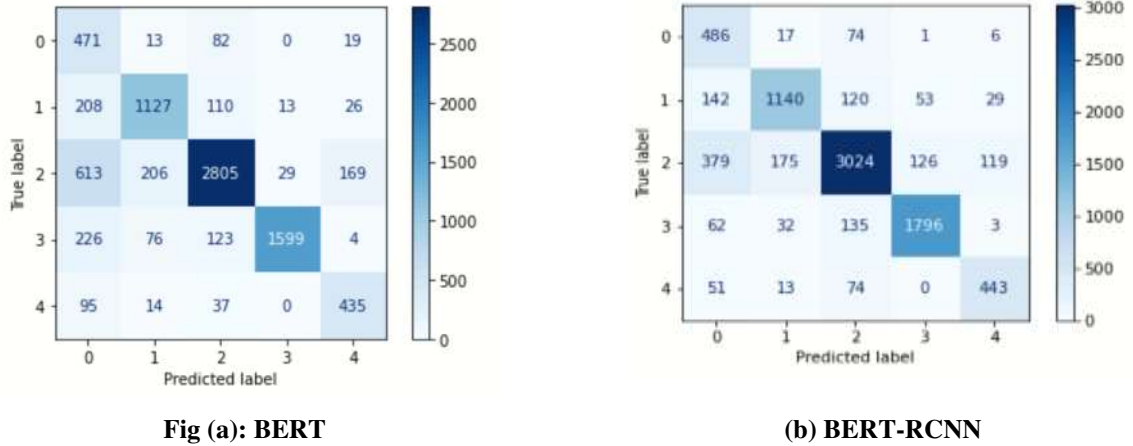 0 471 13 82 0 19
1 208 1127 110 13 26
2 613 206 2805 29 169
3 226 76 123 1599 4
4 95 14 37 0 435
0 1 2 3 4
Predicted label
True label
2500
2000
1500
1000
500
0
Fig (a): BERT
0 486 17 74 1 6
1 142 1140 120 53 29
2 379 175 3024 126 119
3 62 32 135 1796 3
4 51 13 74 0 443
0 1 2 3 4
Predicted label
True label
3000
2500
2000
1500
1000
500
0
(b) BERT-RCNN